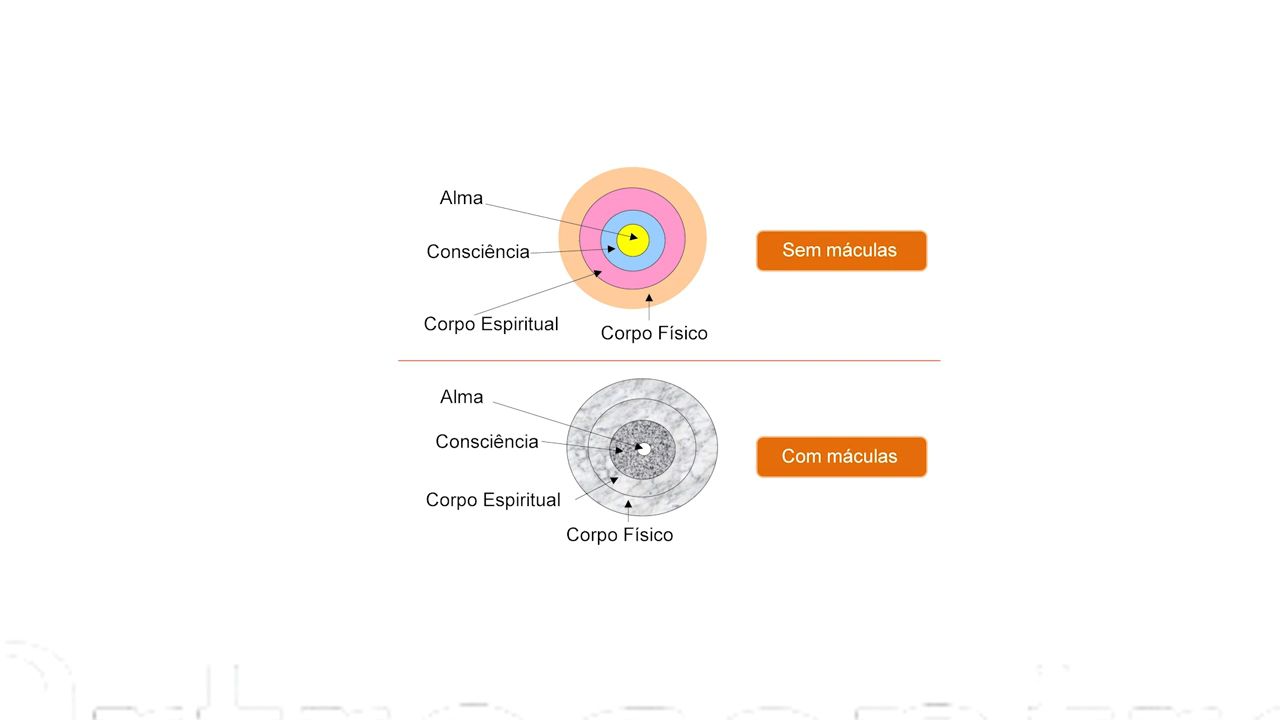 Alma
Consciência
Sem máculas
Corpo Espiritual
Corpo Físico
Alma
Consciência
Com máculas
Corpo Espiritual
Corpo Físico